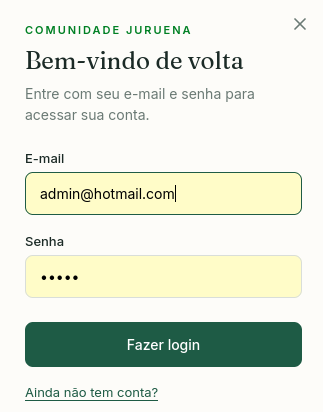 COMUNIDADE JURUENA
Bem-vindo de volta
Entre com seu e-mail e senha para
acessar sua conta.
E-mail
admin@hotmail.com
Senha
•••••
Fazer login
Ainda não tem conta?